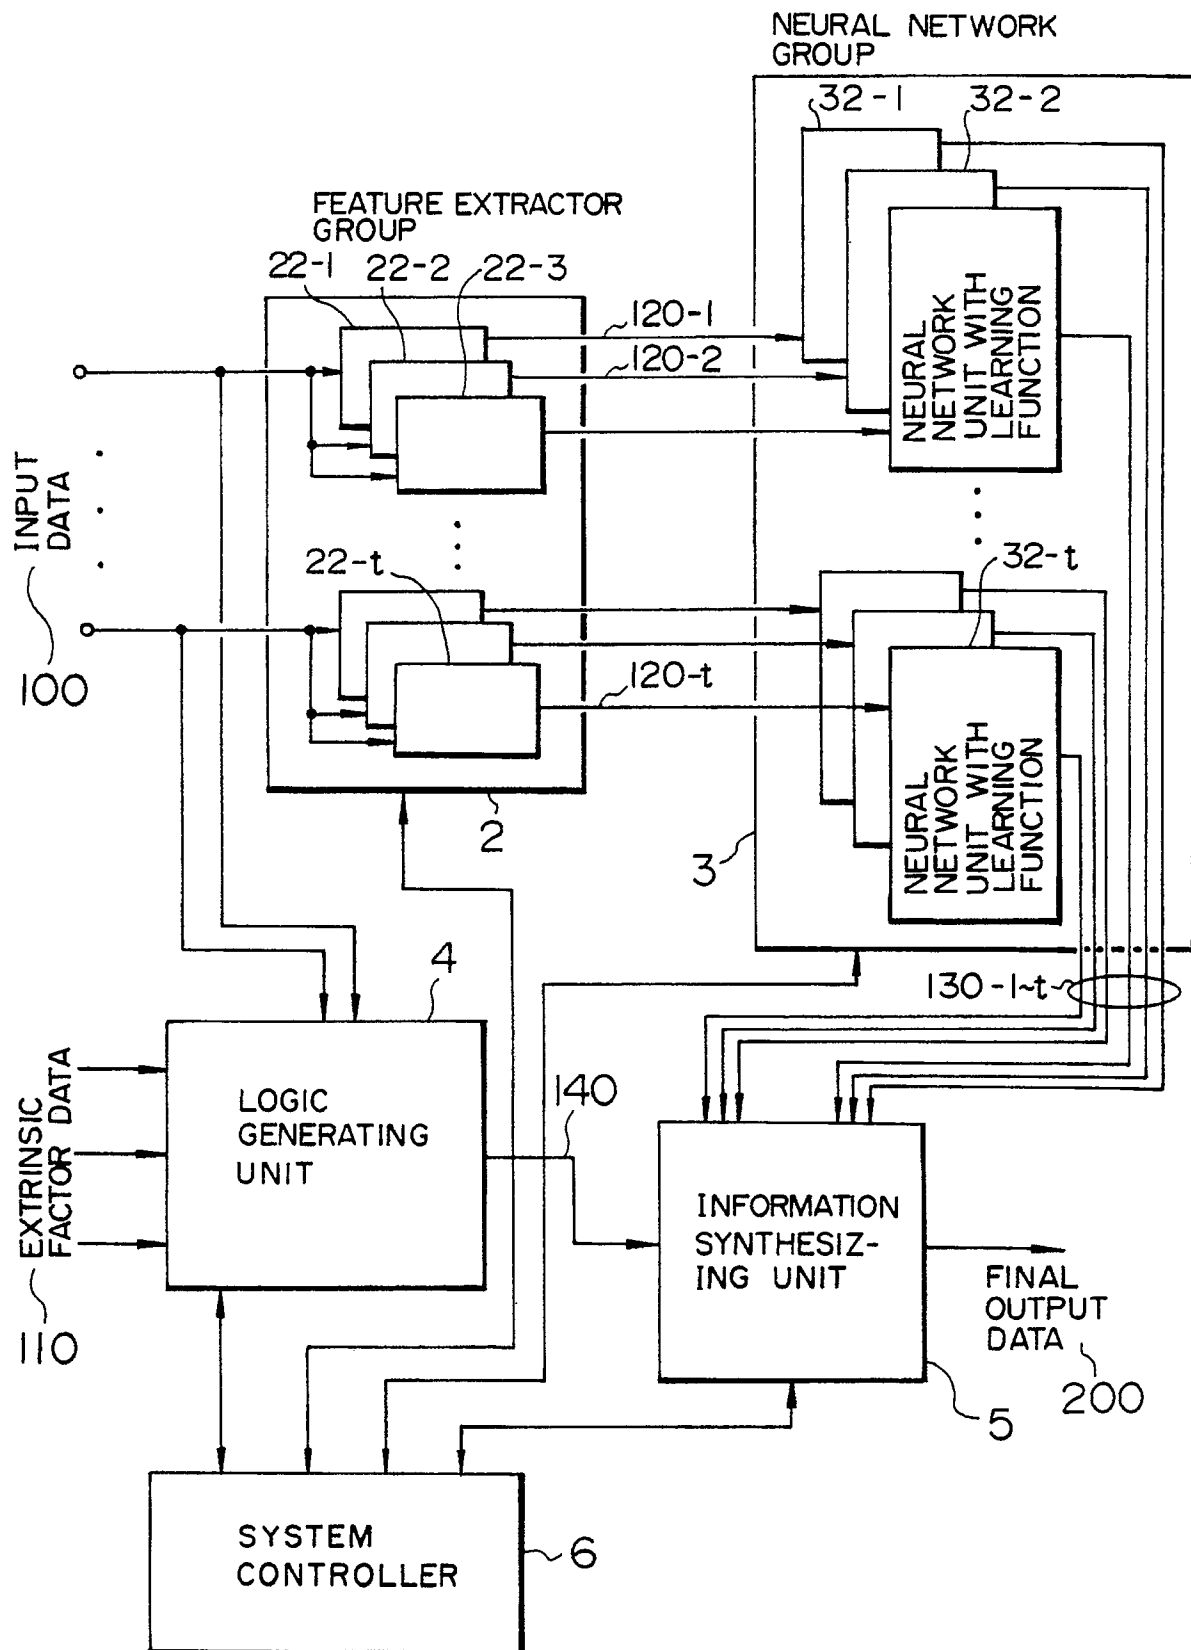 NEURAL NETWORK
GROUP
32-1
32-2
FEATURE EXTRACTOR
GROUP
22-1
22-2
22-3
120-1
120-2
NEURAL
NETWORK
UNIT WITH
LEARNING
FUNCTION
INPUT
DATA
100
22-t
32-t
120-t
NEURAL
NETWORK
UNIT WITH
LEARNING
FUNCTION
2
3
4
130-1~t
EXTRINSIC
FACTOR DATA
110
LOGIC
GENERATING
UNIT
140
INFORMATION
SYNTHESIZ-
ING UNIT
FINAL
OUTPUT
DATA
200
5
SYSTEM
CONTROLLER
6